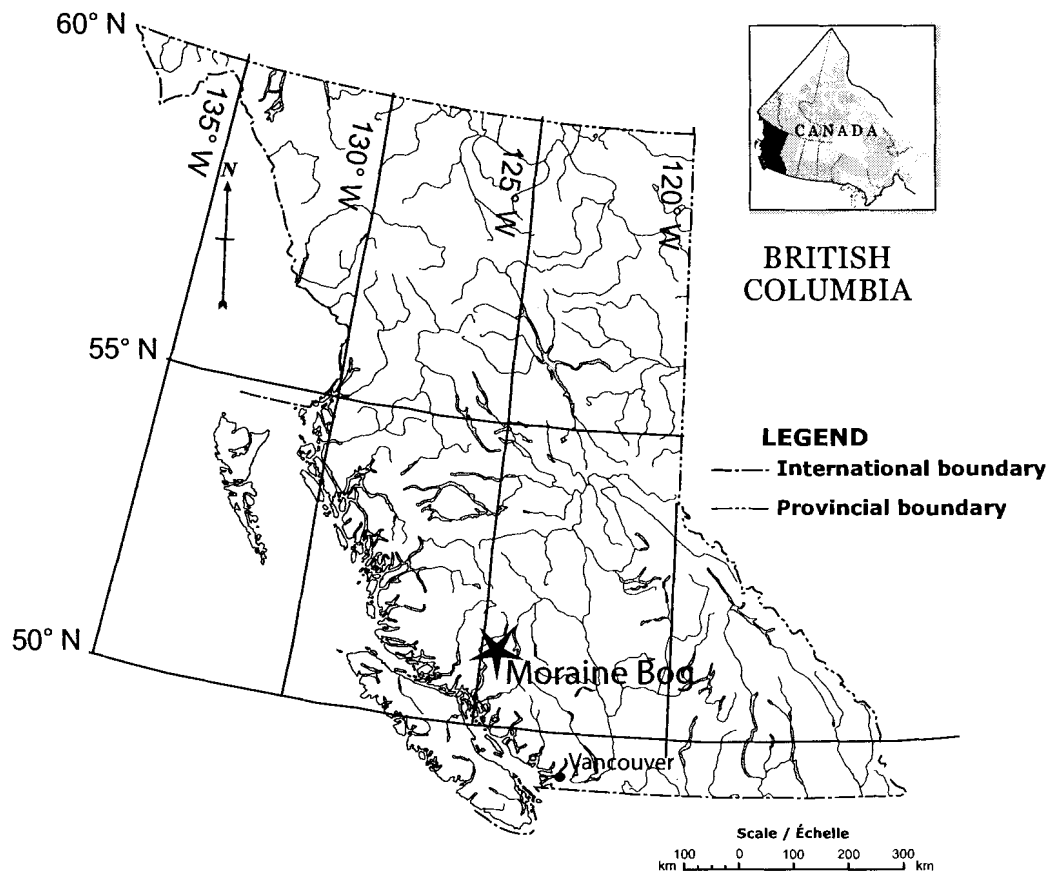 60° N
135° W
130° W
125° W
120° W
N
CANADA
BRITISH
COLUMBIA
55° N
LEGEND
International boundary
Provincial boundary
50° N
Moraine Bog
Vancouver
Scale / Échelle
km 100 0 100 200 300 km